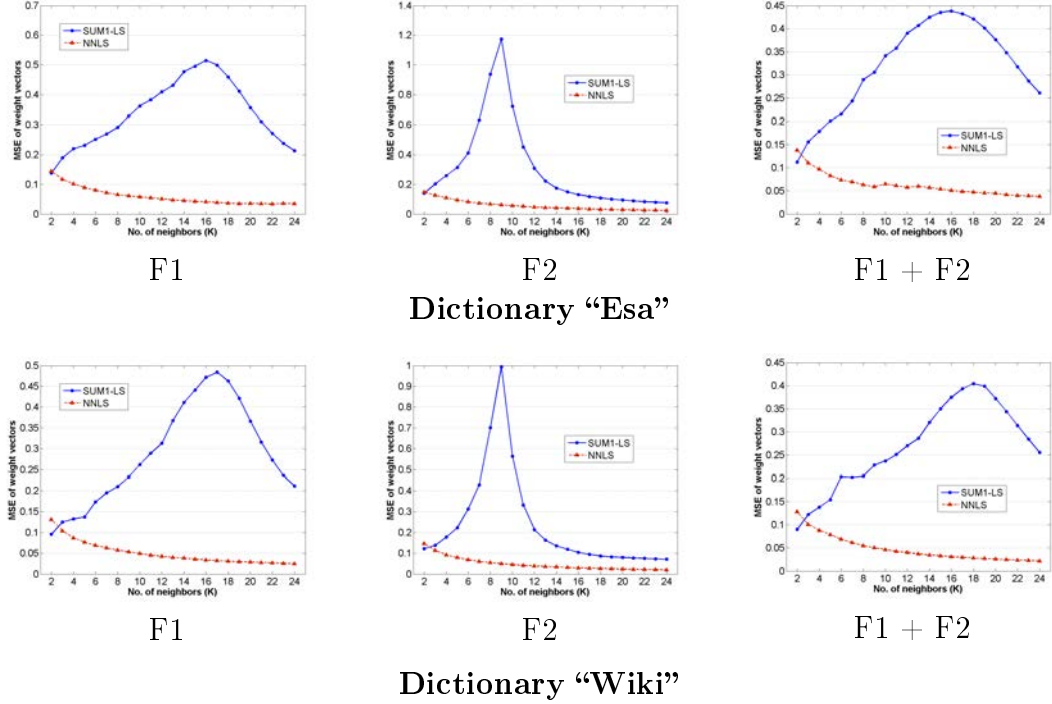 0.7
0.6
0.5
0.4
0.3
0.2
0.1
0
MSE of weight vectors
SUM1-LS
NNLS
2 4 6 8 10 12 14 16 18 20 22 24
No. of neighbors (K)
F1
1.4
1.2
1
0.8
0.6
0.4
0.2
0
MSE of weight vectors
SUM1-LS
NNLS
2 4 6 8 10 12 14 16 18 20 22 24
No. of neighbors (K)
F2
0.45
0.4
0.35
0.3
0.25
0.2
0.15
0.1
0.05
0
MSE of weight vectors
SUM1-LS
NNLS
2 4 6 8 10 12 14 16 18 20 22 24
No. of neighbors (K)
F1 + F2
Dictionary “Esa”
0.5
0.45
0.4
0.35
0.3
0.25
0.2
0.15
0.1
0.05
0
MSE of weight vectors
SUM1-LS
NNLS
2 4 6 8 10 12 14 16 18 20 22 24
No. of neighbors (K)
F1
1
0.9
0.8
0.7
0.6
0.5
0.4
0.3
0.2
0.1
0
MSE of weight vectors
SUM1-LS
NNLS
2 4 6 8 10 12 14 16 18 20 22 24
No. of neighbors (K)
F2
0.45
0.4
0.35
0.3
0.25
0.2
0.15
0.1
0.05
0
MSE of weight vectors
SUM1-LS
NNLS
2 4 6 8 10 12 14 16 18 20 22 24
No. of neighbors (K)
F1 + F2
Dictionary “Wiki”